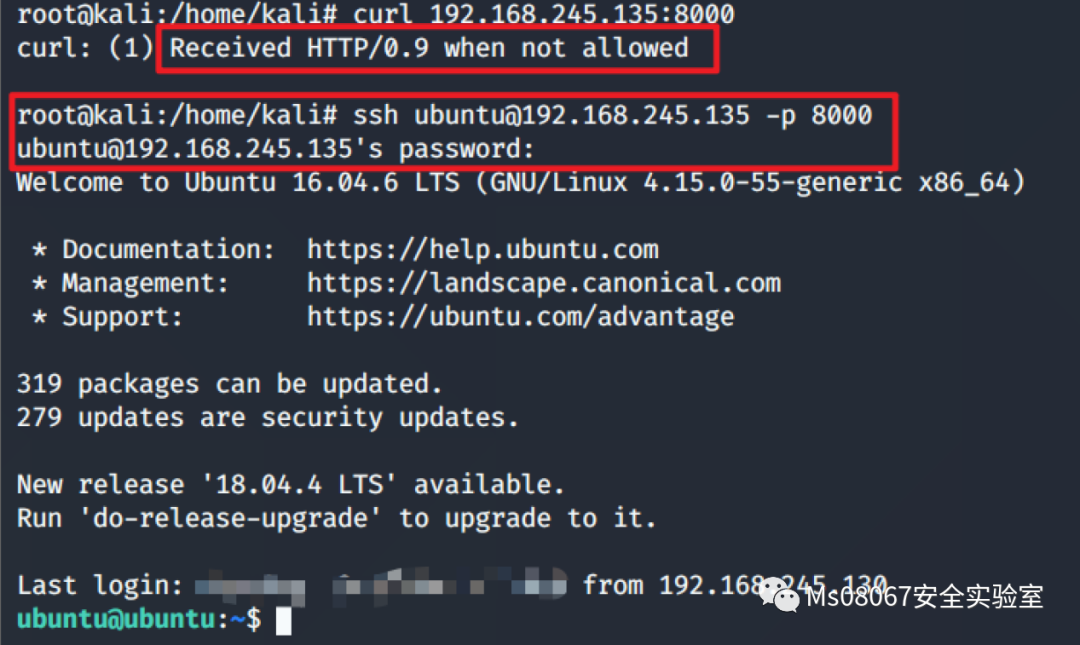 root@kali:/home/kali# curl 192.168.245.135:8000
curl: (1) Received HTTP/0.9 when not allowed
root@kali:/home/kali# ssh ubuntu@192.168.245.135 -p 8000
ubuntu@192.168.245.135's password:
Welcome to Ubuntu 16.04.6 LTS (GNU/Linux 4.15.0-55-generic x86_64)
* Documentation: https://help.ubuntu.com
* Management: https://landscape.canonical.com
* Support: https://ubuntu.com/advantage
319 packages can be updated.
279 updates are security updates.
New release '18.04.4 LTS' available.
Run 'do-release-upgrade' to upgrade to it.
Last login: from 192.168.245.130
ubuntu@ubuntu:~$
Ms08067安全实验室